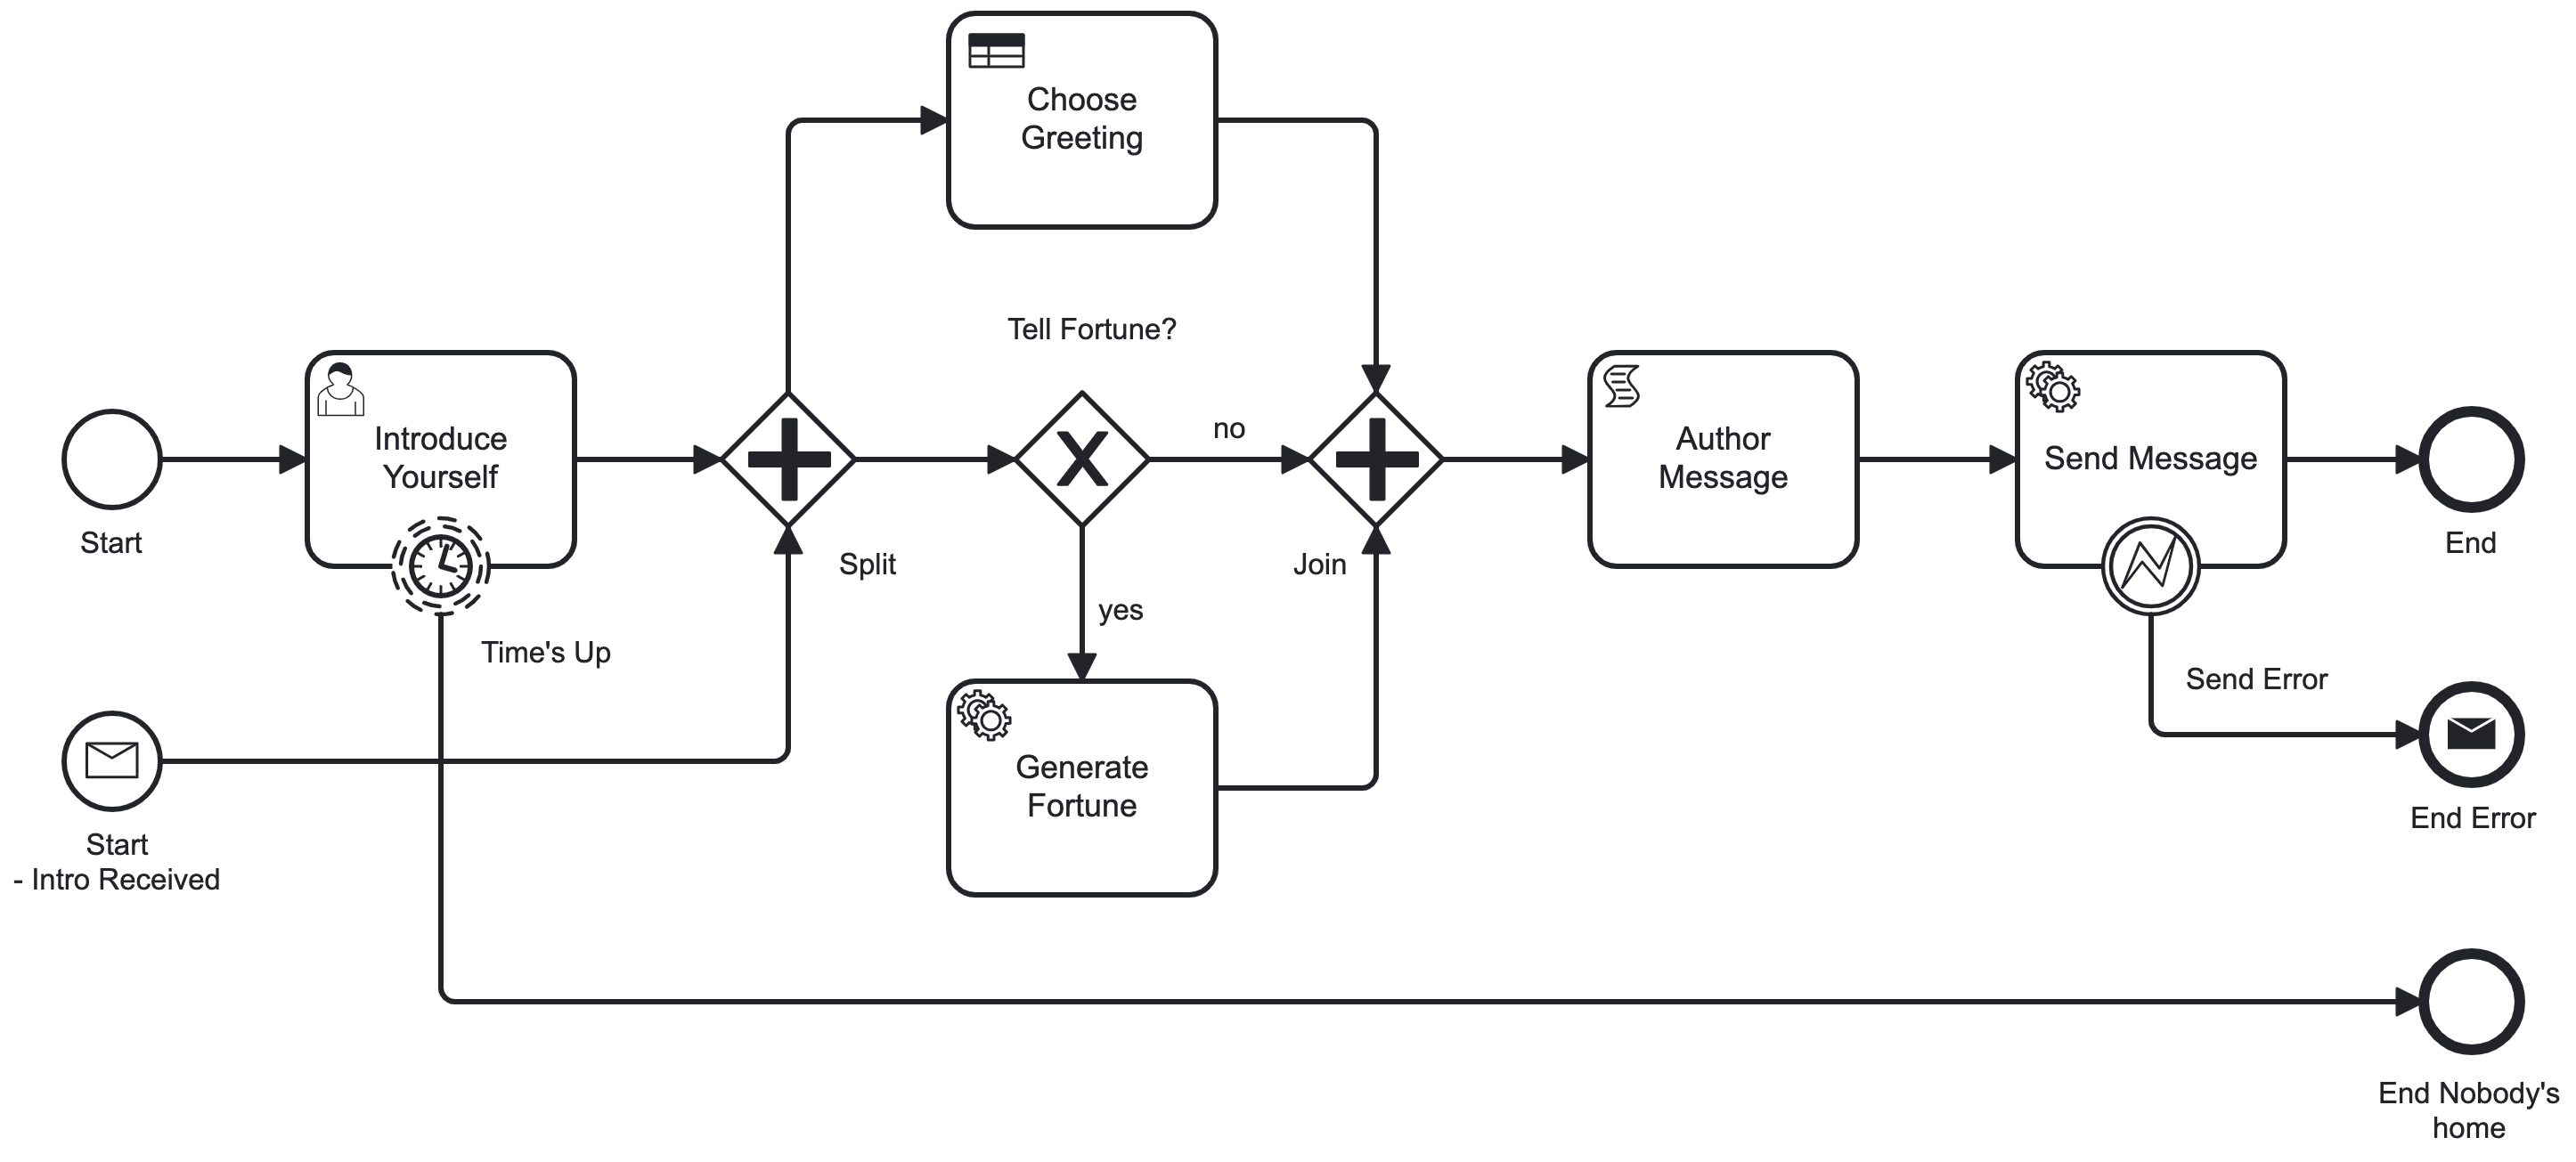 Choose
Greeting
Tell Fortune?
Introduce
Yourself
no
Author
Message
Send Message
Start
Split
Join
End
yes
Time's Up
Send Error
Generate
Fortune
End Error
Start
- Intro Received
End Nobody's
home